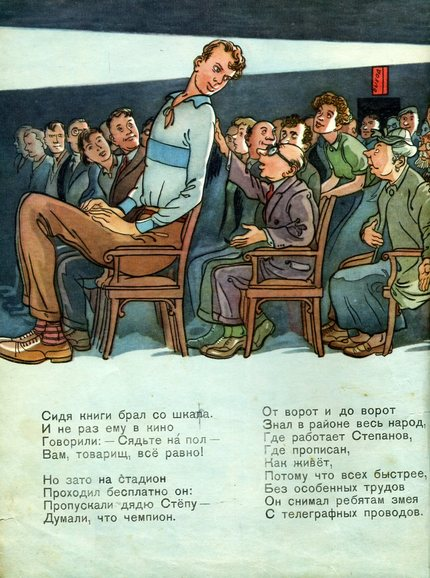 Сидя книги брал со шкапа.
И не раз ему в кино
Говорили: — Сядьте на́ пол —
Вам, товарищ, всё равно!
Но зато на стадион
Проходил бесплатно он:
Пропускали дядю Стёпу —
Думали, что чемпион.
От ворот и до ворот
Знал в районе весь народ,
Где работает Степанов,
Где прописан,
Как живёт,
Потому что всех быстрее,
Без особенных трудов
Он снимал ребятам змея
С телеграфных проводов.